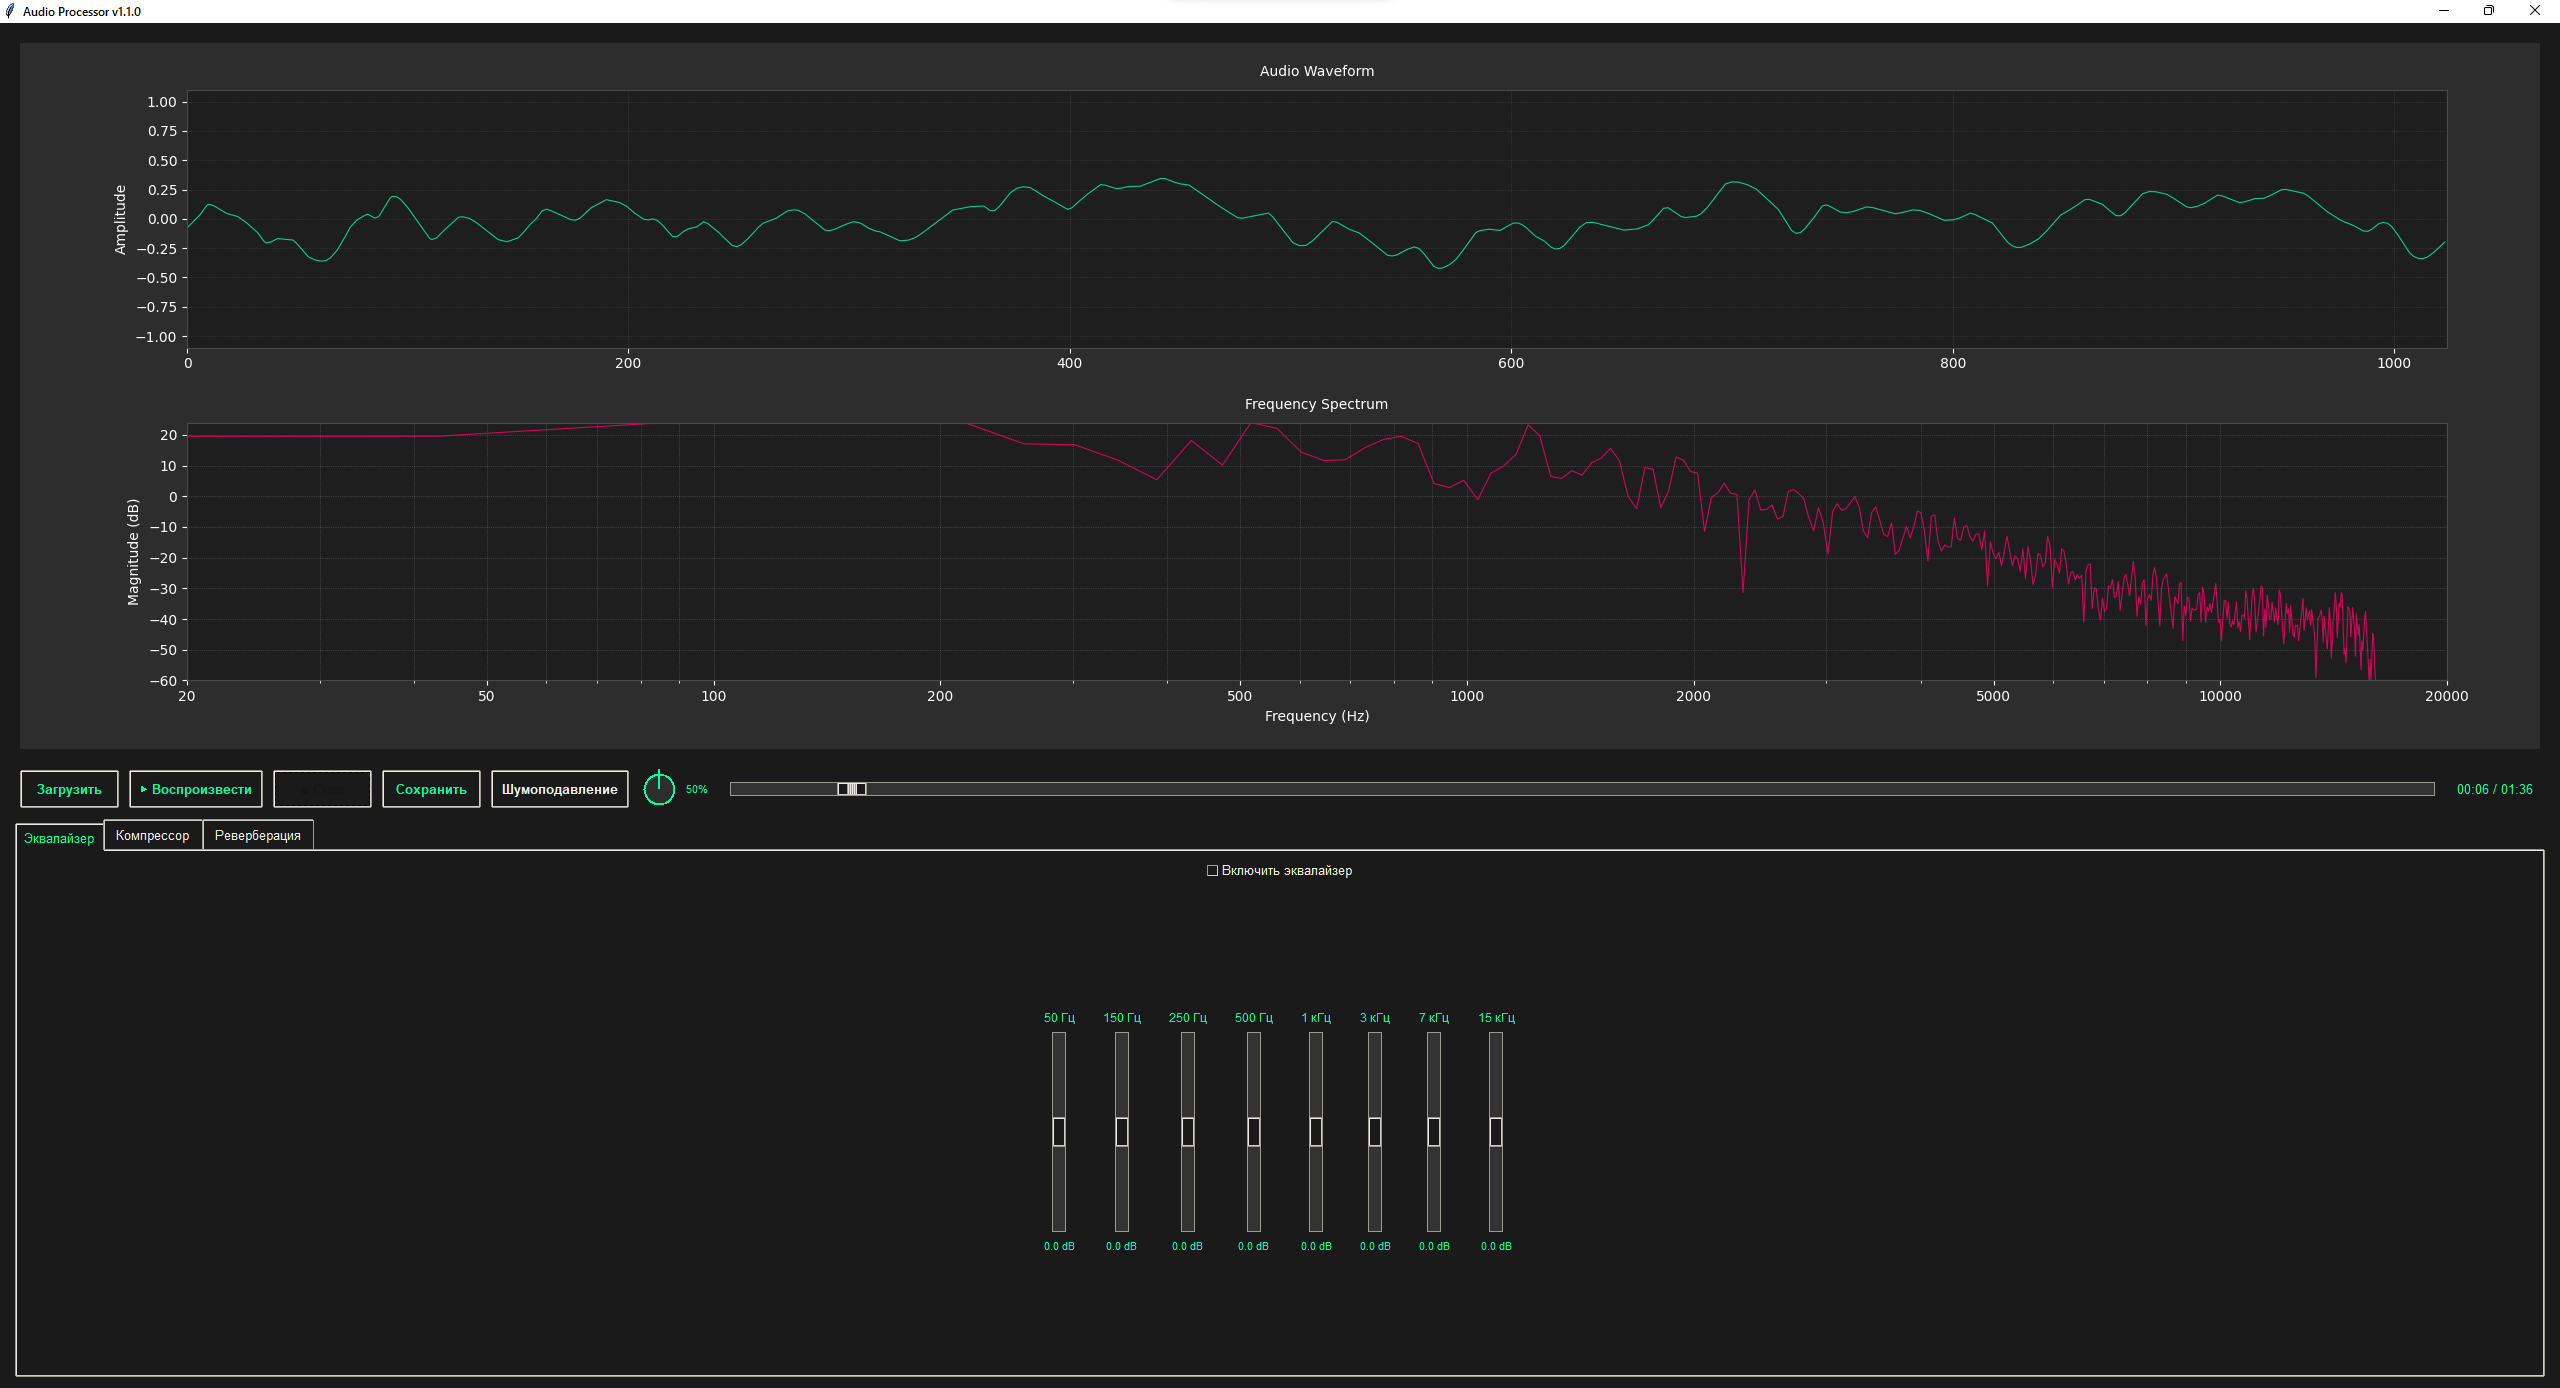 Audio Processor v1.1.0
Audio Waveform
Amplitude
1.00
0.75
0.50
0.25
0.00
−0.25
−0.50
−0.75
−1.00
0 200 400 600 800 1000
Frequency Spectrum
Magnitude (dB)
20
10
0
−10
−20
−30
−40
−50
−60
20 50 100 200 500 1000 2000 5000 10000 20000
Frequency (Hz)
Загрузить ▶ Воспроизвести Сохранить Шумоподавление 50% 00:06 / 01:36
Эквалайзер Компрессор Реверберация
Включить эквалайзер
50 Гц 150 Гц 250 Гц 500 Гц 1 кГц 3 кГц 7 кГц 15 кГц
0.0 dB 0.0 dB 0.0 dB 0.0 dB 0.0 dB 0.0 dB 0.0 dB 0.0 dB